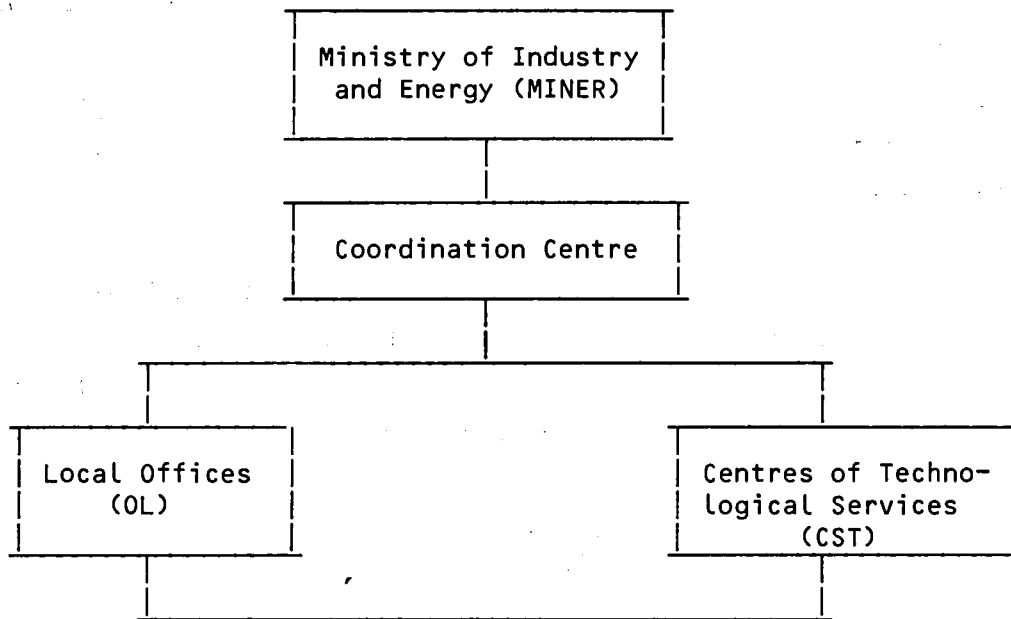 Ministry of Industry
and Energy (MINER)
Coordination Centre
Local Offices
(OL)
Centres of Techno-
logical Services
(CST)